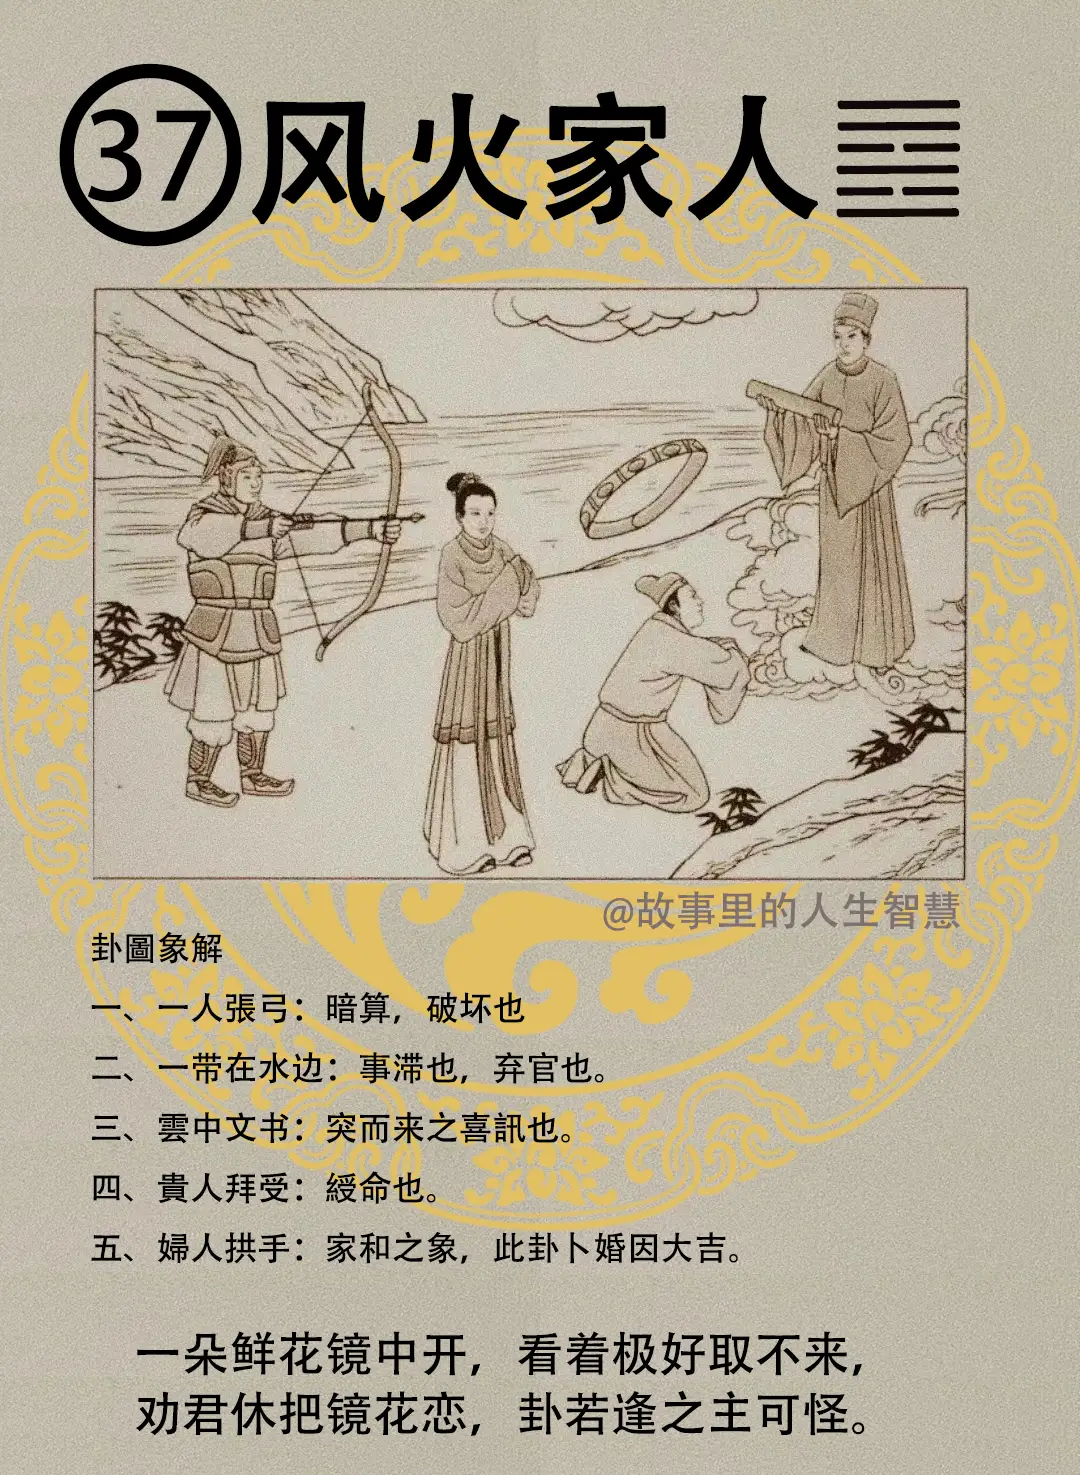 37 风火家人
@故事里的人生智慧
卦圖象解
一、一人張弓：暗算，破坏也
二、一带在水边：事滞也，弃官也。
三、雲中文书：突而来之喜訊也。
四、貴人拜受：綬命也。
五、婦人拱手：家和之象，此卦卜婚因大吉。
一朵鲜花镜中开，看着极好取不来，
劝君休把镜花恋，卦若逢之主可怪。